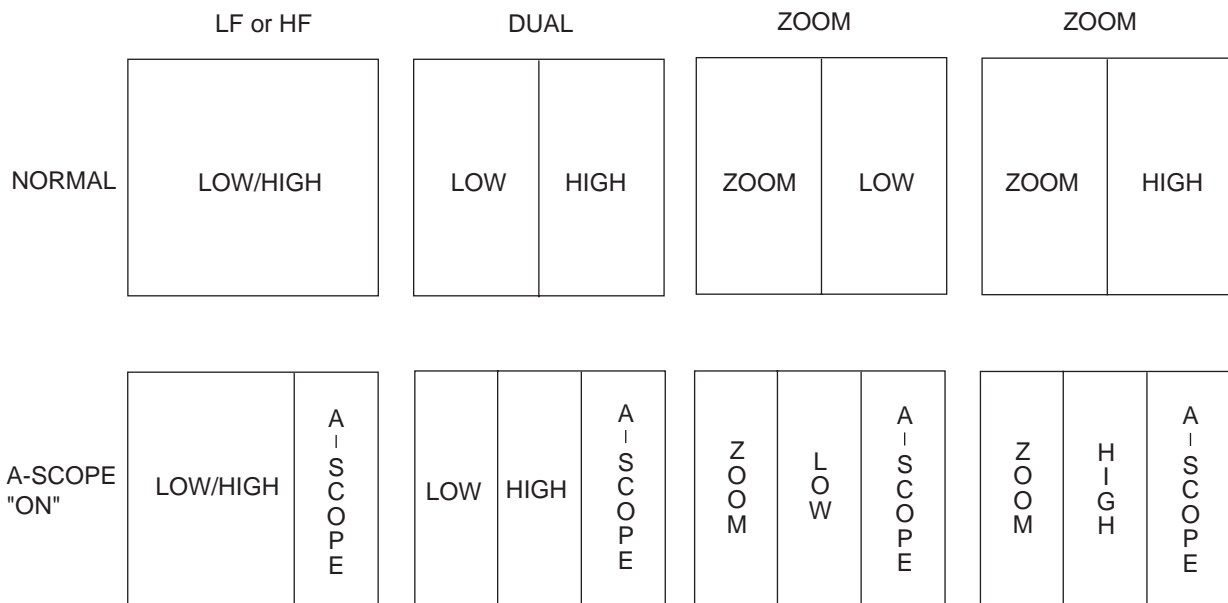 LF or HF
DUAL
ZOOM
ZOOM
NORMAL
LOW/HIGH
LOW
HIGH
ZOOM
LOW
ZOOM
HIGH
A-SCOPE
"ON"
LOW/HIGH
A-SCOPE
LOW
HIGH
A-SCOPE
ZOOM
LOW
A-SCOPE
ZOOM
HIGH
A-SCOPE